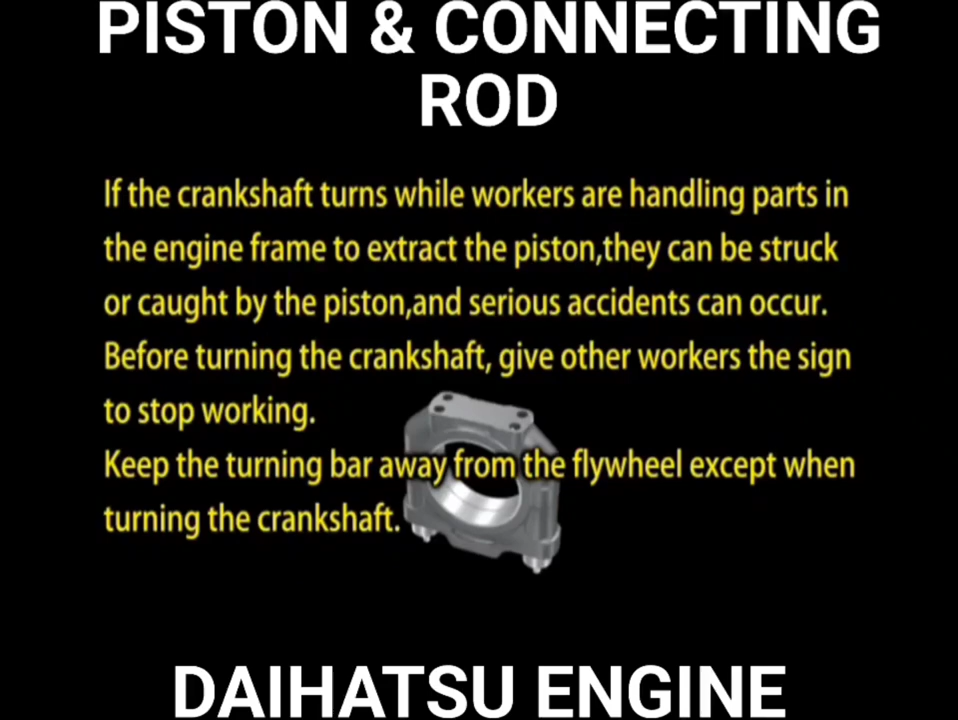 PISTON & CONNECTING
ROD
If the crankshaft turns while workers are handling parts in
the engine frame to extract the piston,they can be struck
or caught by the piston,and serious accidents can occur.
Before turning the crankshaft, give other workers the sign
to stop working.
Keep the turning bar away from the flywheel except when
turning the crankshaft.
DAIHATSU ENGINE